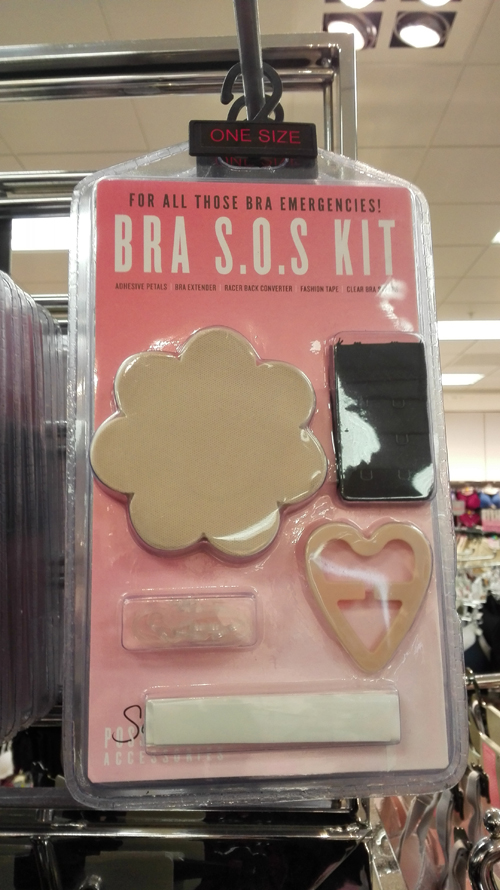 ONE SIZE
FOR ALL THOSE BRA EMERGENCIES!
BRA S.O.S KIT
ADHESIVE PETALS | BRA EXTENDER | RACER BACK CONVERTER | FASHION TAPE | CLEAR BRA
ACCESSORIES